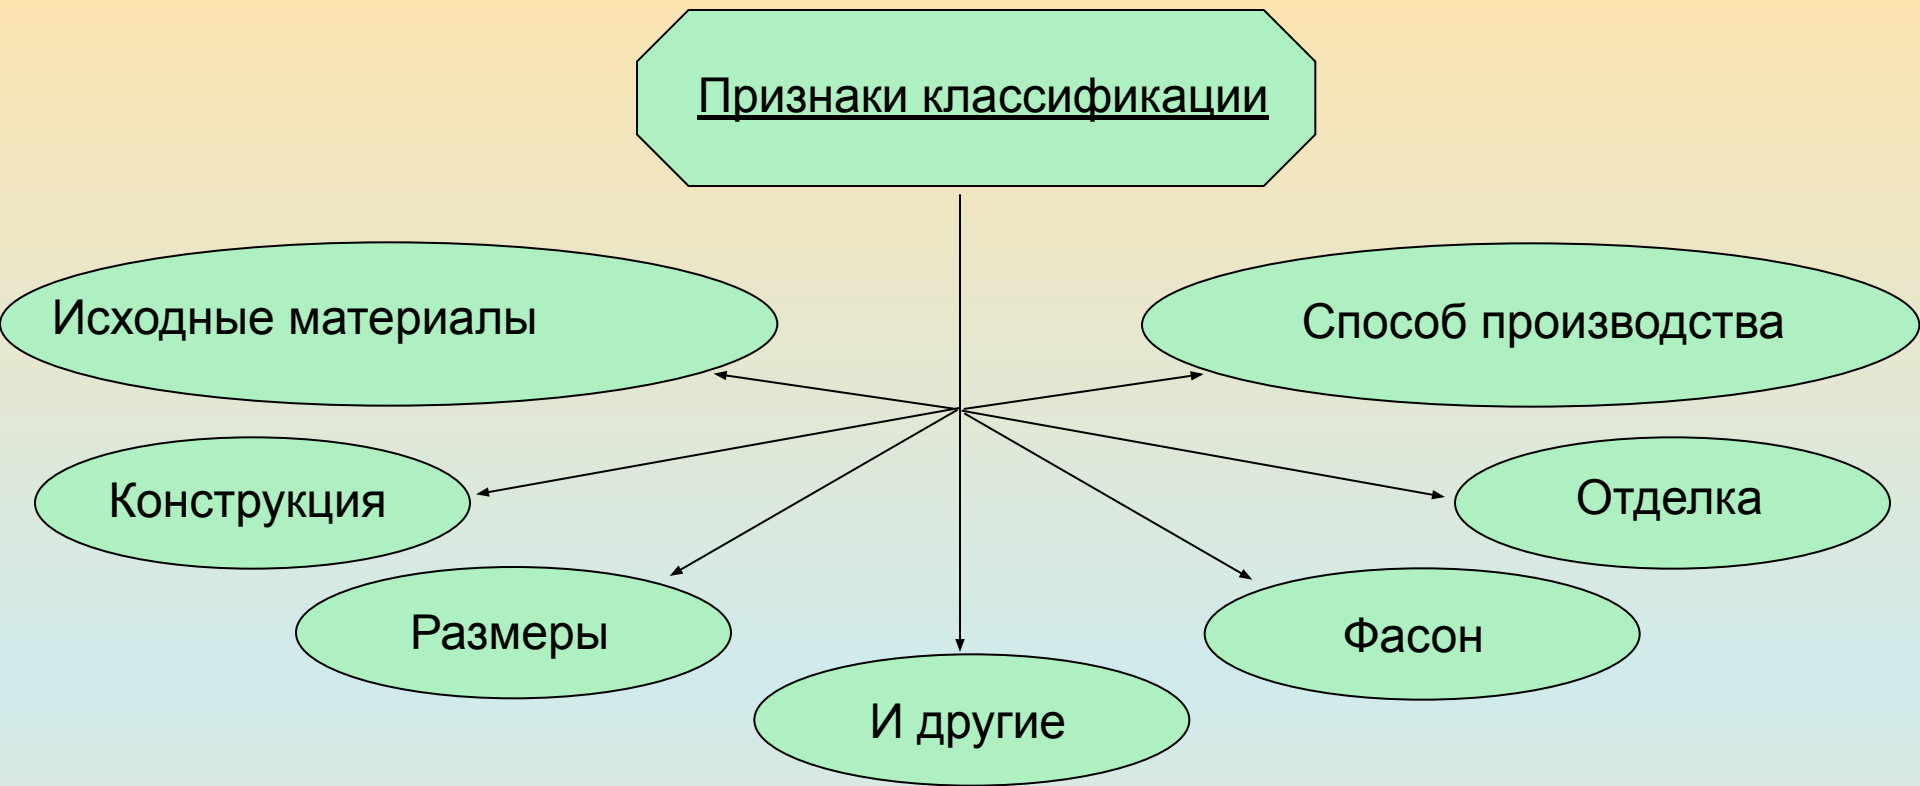 Признаки классификации
Исходные материалы
Способ производства
Конструкция
Отделка
Размеры
Фасон
И другие